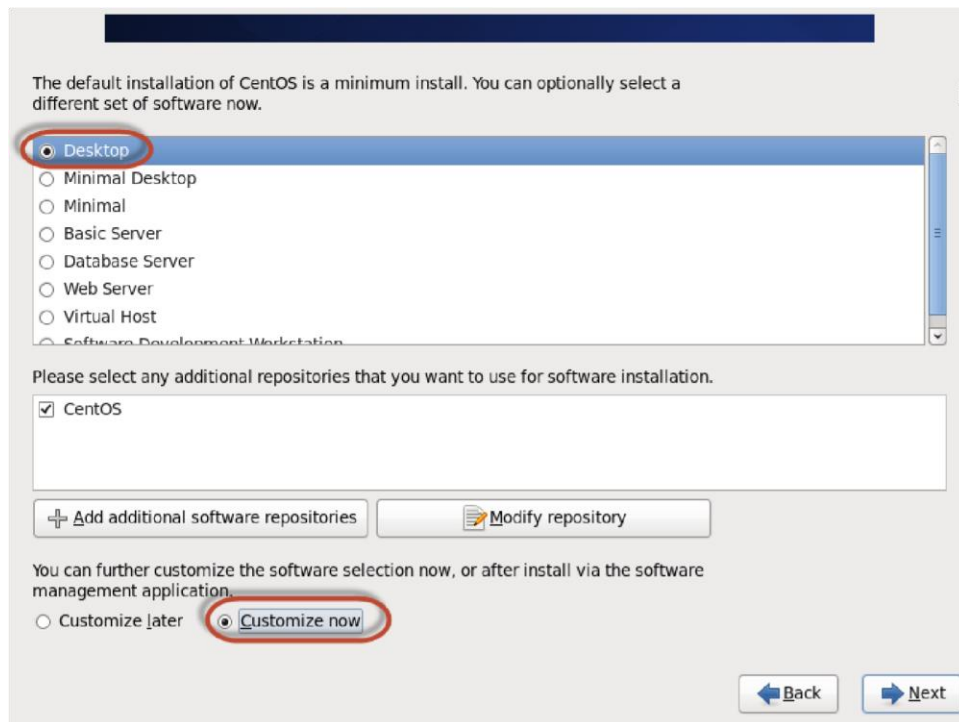 The default installation of CentOS is a minimum install. You can optionally select a
different set of software now.
Desktop
Minimal Desktop
Minimal
Basic Server
Database Server
Web Server
Virtual Host
Software Development Workstation
Please select any additional repositories that you want to use for software installation.
CentOS
Add additional software repositories
Modify repository
You can further customize the software selection now, or after install via the software
management application.
Customize later
Customize now
Back
Next